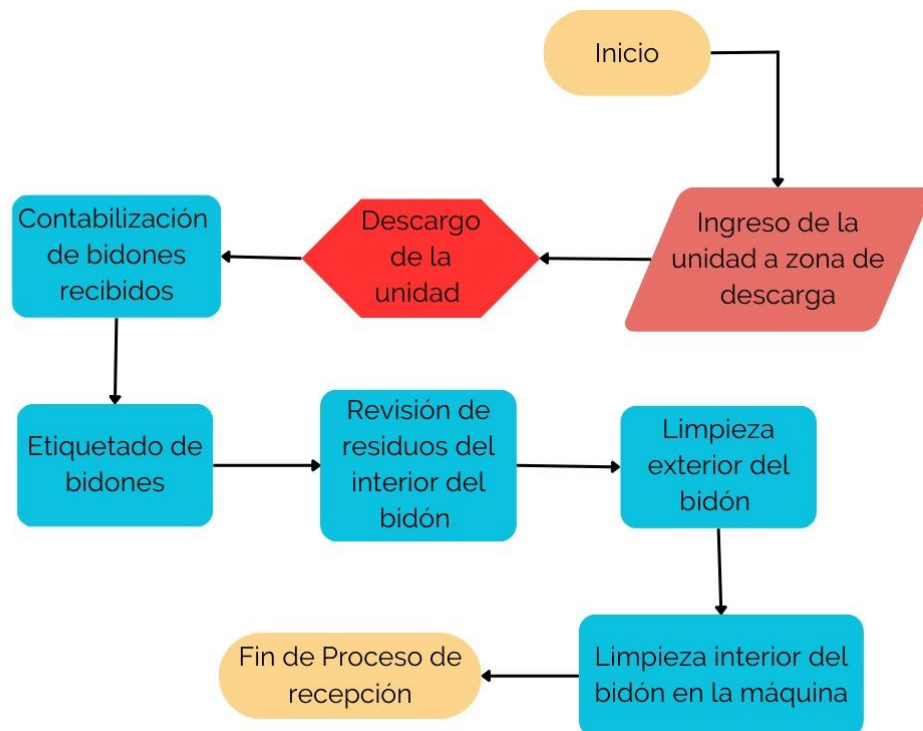 Inicio
Ingreso de la
unidad a zona de
descarga
Descargo
de la
unidad
Contabilización
de bidones
recibidos
Etiquetado de
bidones
Revisión de
residuos del
interior del
bidón
Limpieza
exterior del
bidón
Limpieza interior del
bidón en la máquina
Fin de Proceso de
recepción